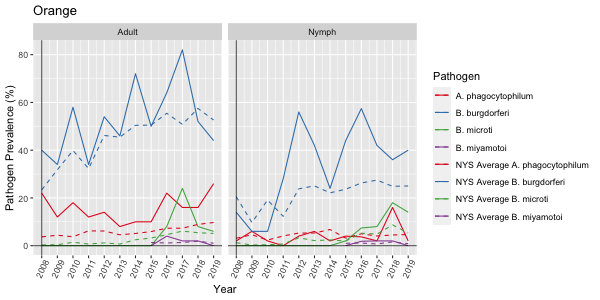 Orange
Adult
Nymph
Pathogen Prevalence (%)
80
60
40
20
0
2008 2009 2010 2011 2012 2013 2014 2015 2016 2017 2018 2019
2008 2009 2010 2011 2012 2013 2014 2015 2016 2017 2018 2019
Year
Pathogen
A. phagocytophilum
B. burgdorferi
B. microti
B. miyamotoi
NYS Average A. phagocytophilum
NYS Average B. burgdorferi
NYS Average B. microti
NYS Average B. miyamotoi